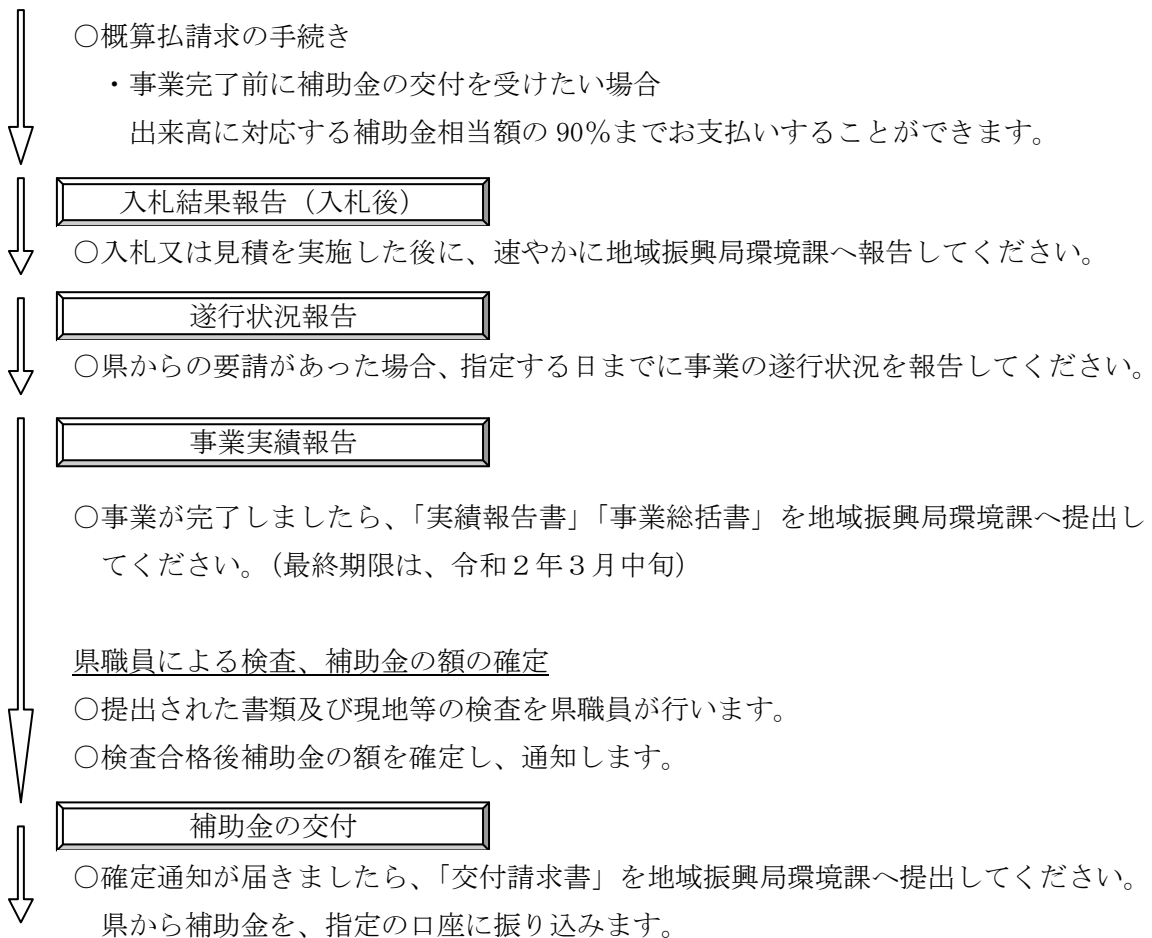 ○概算払請求の手続き
・事業完了前に補助金の交付を受けたい場合
出来高に対応する補助金相当額の 90％までお支払いすることができます。
入札結果報告（入札後）
○入札又は見積を実施した後に、速やかに地域振興局環境課へ報告してください。
遂行状況報告
○県からの要請があった場合、指定する日までに事業の遂行状況を報告してください。
事業実績報告
○事業が完了しましたら、「実績報告書」「事業総括書」を地域振興局環境課へ提出し
てください。（最終期限は、令和２年３月中旬）
県職員による検査、補助金の額の確定
○提出された書類及び現地等の検査を県職員が行います。
○検査合格後補助金の額を確定し、通知します。
補助金の交付
○確定通知が届きましたら、「交付請求書」を地域振興局環境課へ提出してください。
県から補助金を、指定の口座に振り込みます。